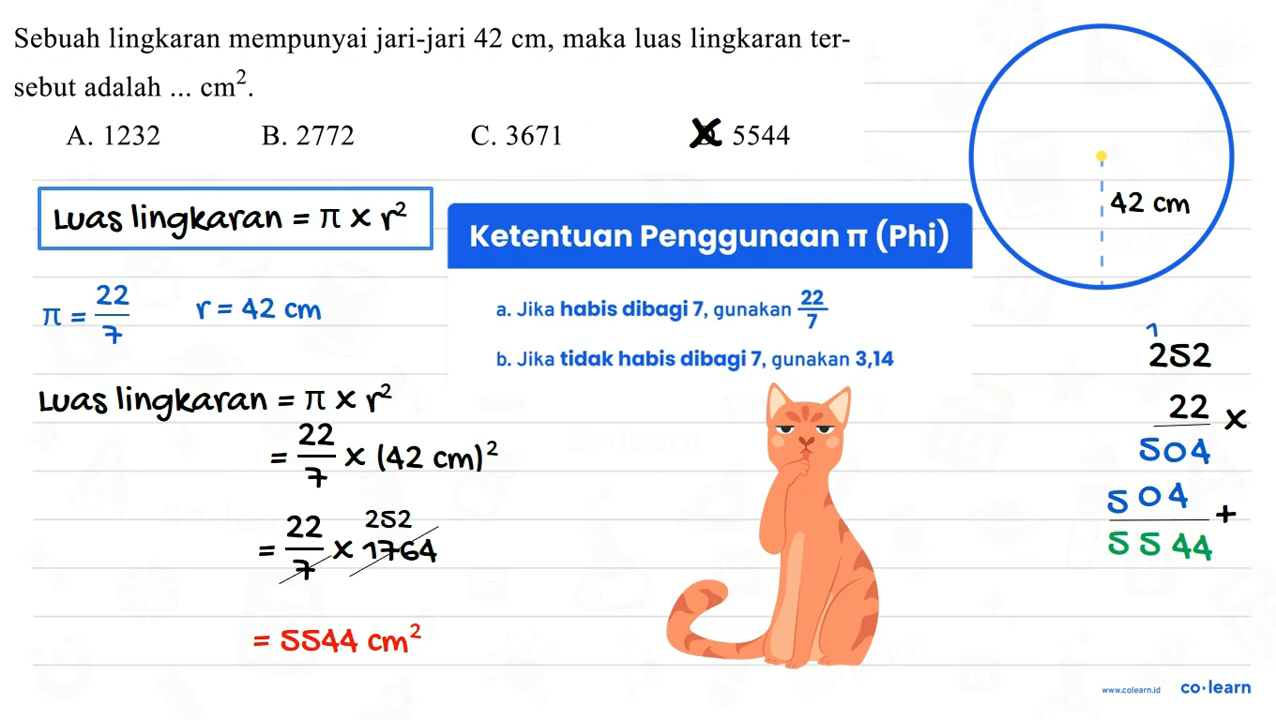 Sebuah lingkaran mempunyai jari-jari 42 cm, maka luas lingkaran ter-
sebut adalah ... cm².
A. 1232 B. 2772 C. 3671 5544
Luas lingkaran = π x r²
Ketentuan Penggunaan π (Phi)
42 cm
π = 22/7 r = 42 cm
a. Jika habis dibagi 7, gunakan 22/7
b. Jika tidak habis dibagi 7, gunakan 3,14
Luas lingkaran = π x r²
= 22/7 x (42 cm)²
252
= 22/7 x 1764
= 5544 cm²
1
252
22 x
504
504 +
5544
co·learn
www.colearn.id co·learn